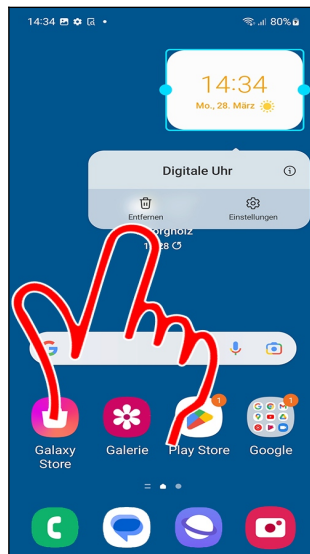 14:34
80%
14:34
Mo., 28. März
Digitale Uhr
Entfernen
Einstellungen
Galaxy
Store
Galerie
Play Store
Google
1
1